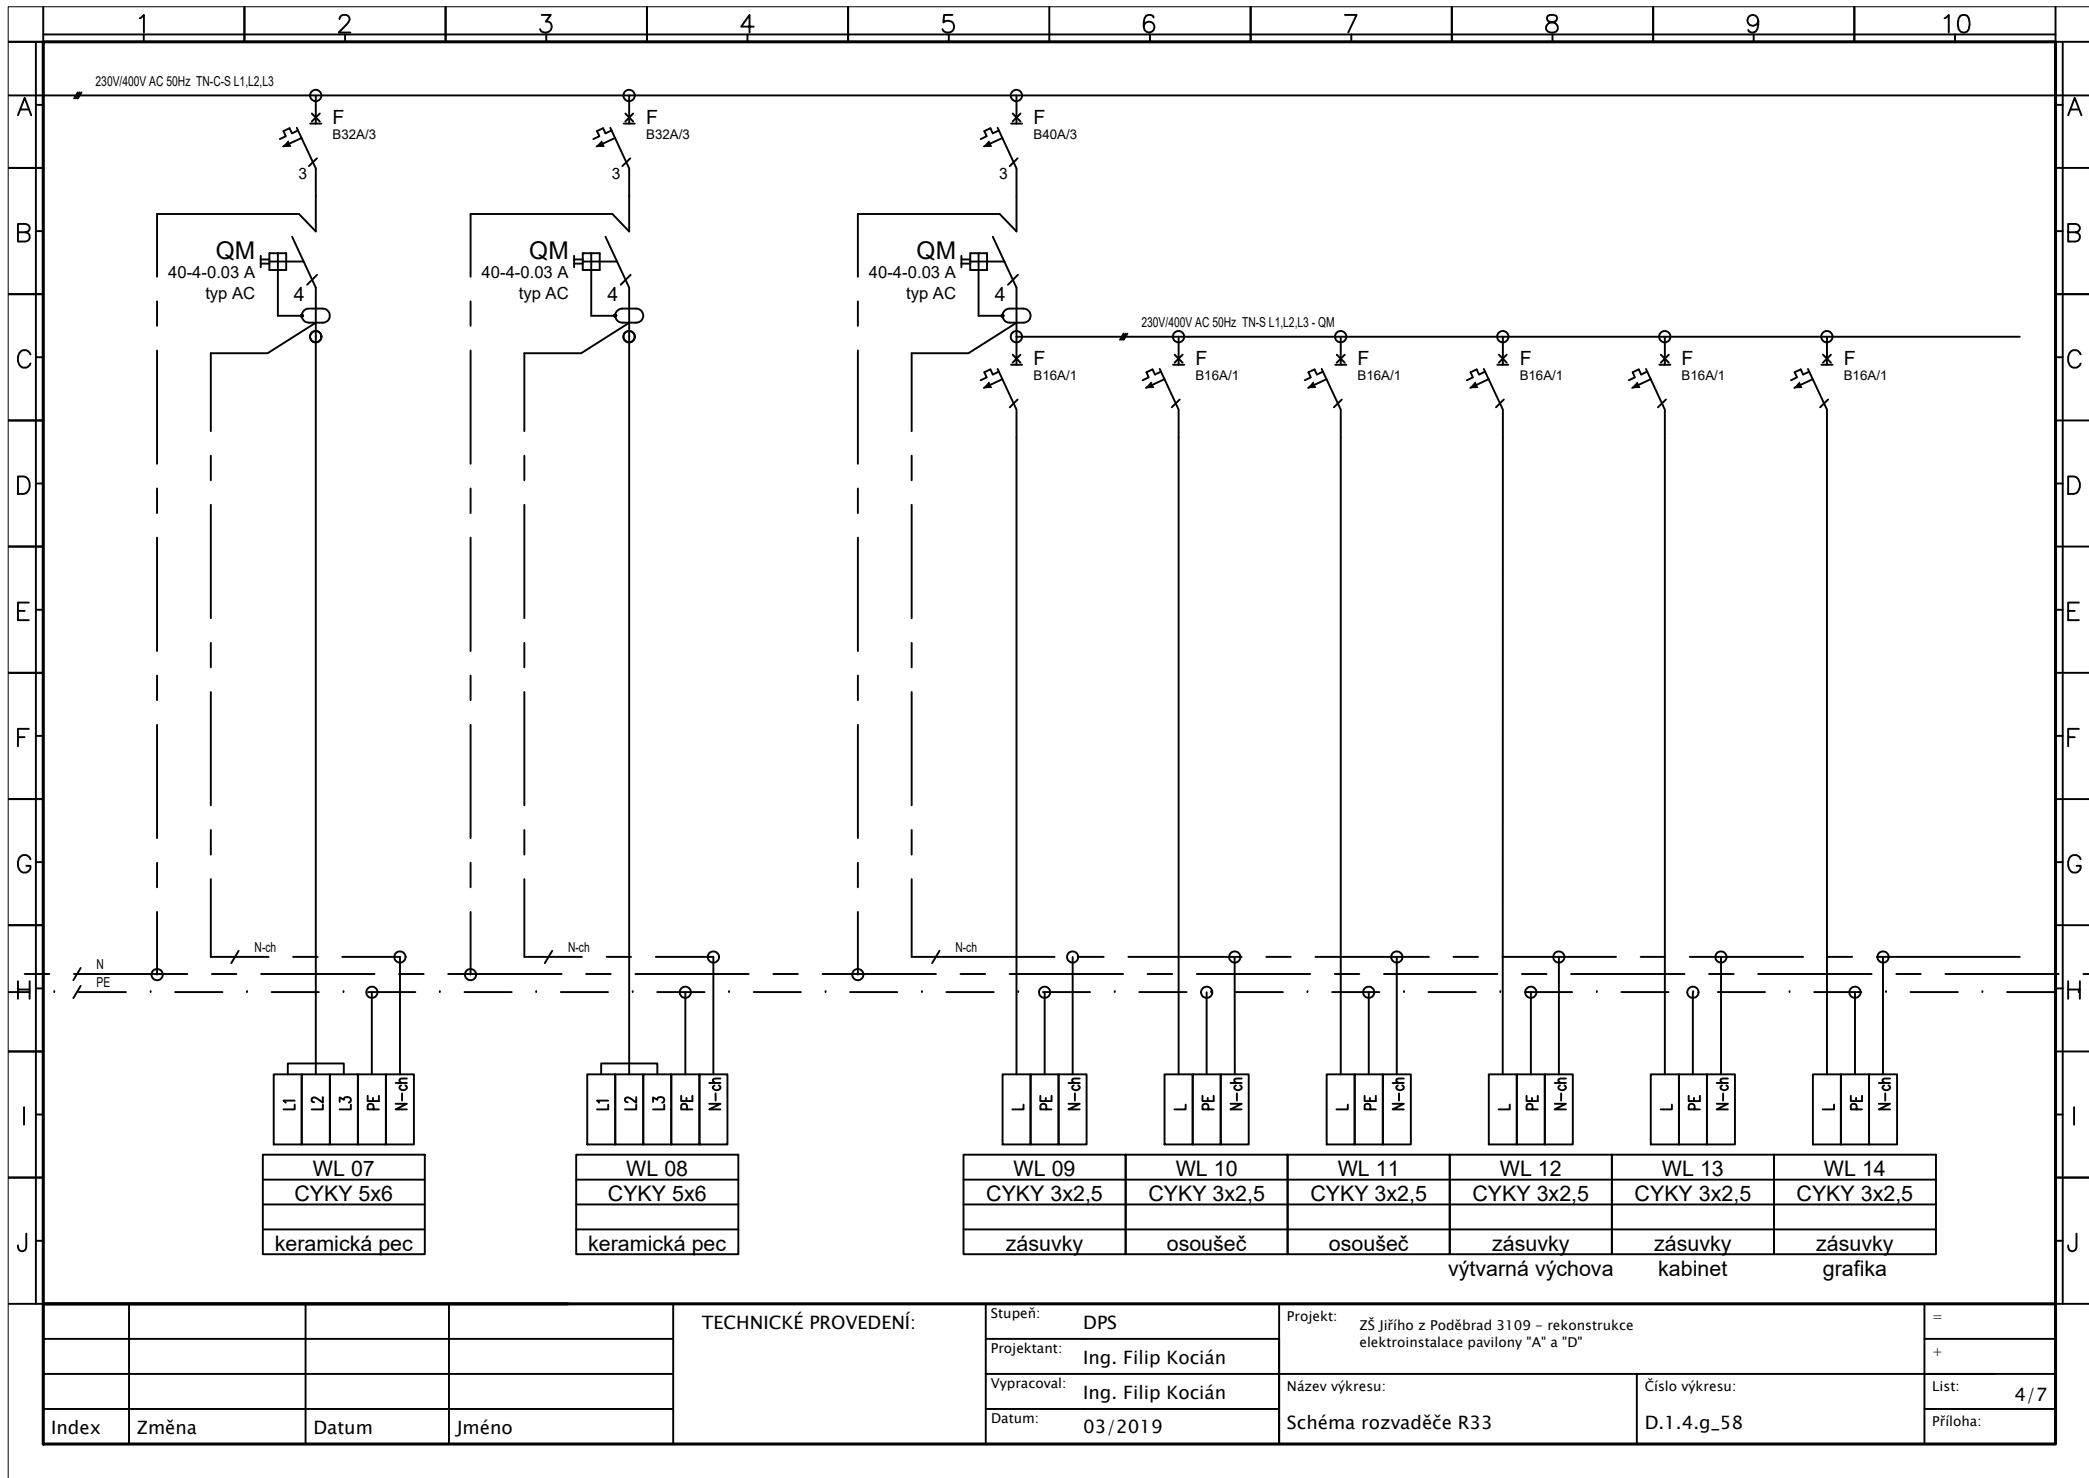 1 2 3 4 5 6 7 8 9 10
230V/400V AC 50Hz TN-C-S L1,L2,L3
A A
F F F
B32A/3 B32A/3 B40A/3
3 3 3
B B
QM QM QM
40-4-0.03 A 40-4-0.03 A 40-4-0.03 A
typ AC 4 typ AC 4 typ AC 4
230V/400V AC 50Hz TN-S L1,L2,L3 - QM
C C
F F F F F F
B16A/1 B16A/1 B16A/1 B16A/1 B16A/1 B16A/1
D D
E E
F F
G G
N-ch N-ch N-ch
N
PE
H H
L1 L2 L3 PE N-ch L1 L2 L3 PE N-ch L PE N-ch L PE N-ch L PE N-ch L PE N-ch L PE N-ch L PE N-ch
I I
WL 07 WL 08 WL 09 WL 10 WL 11 WL 12 WL 13 WL 14
CYKY 5x6 CYKY 5x6 CYKY 3x2,5 CYKY 3x2,5 CYKY 3x2,5 CYKY 3x2,5 CYKY 3x2,5 CYKY 3x2,5
J J
keramická pec keramická pec zásuvky osoušeč osoušeč zásuvky zásuvky zásuvky
výtvarná výchova kabinet grafika
TECHNICKÉ PROVEDENÍ:
Stupeň: DPS
Projektant: Ing. Filip Kocián
Vypracoval: Ing. Filip Kocián
Datum: 03/2019
Projekt: ZŠ Jiřího z Poděbrad 3109 – rekonstrukce
elektroinstalace pavilony "A" a "D"
=
+
Název výkresu:
Schéma rozvaděče R33
Číslo výkresu:
D.1.4.g_58
List: 4/7
Příloha:
Index Změna Datum Jméno